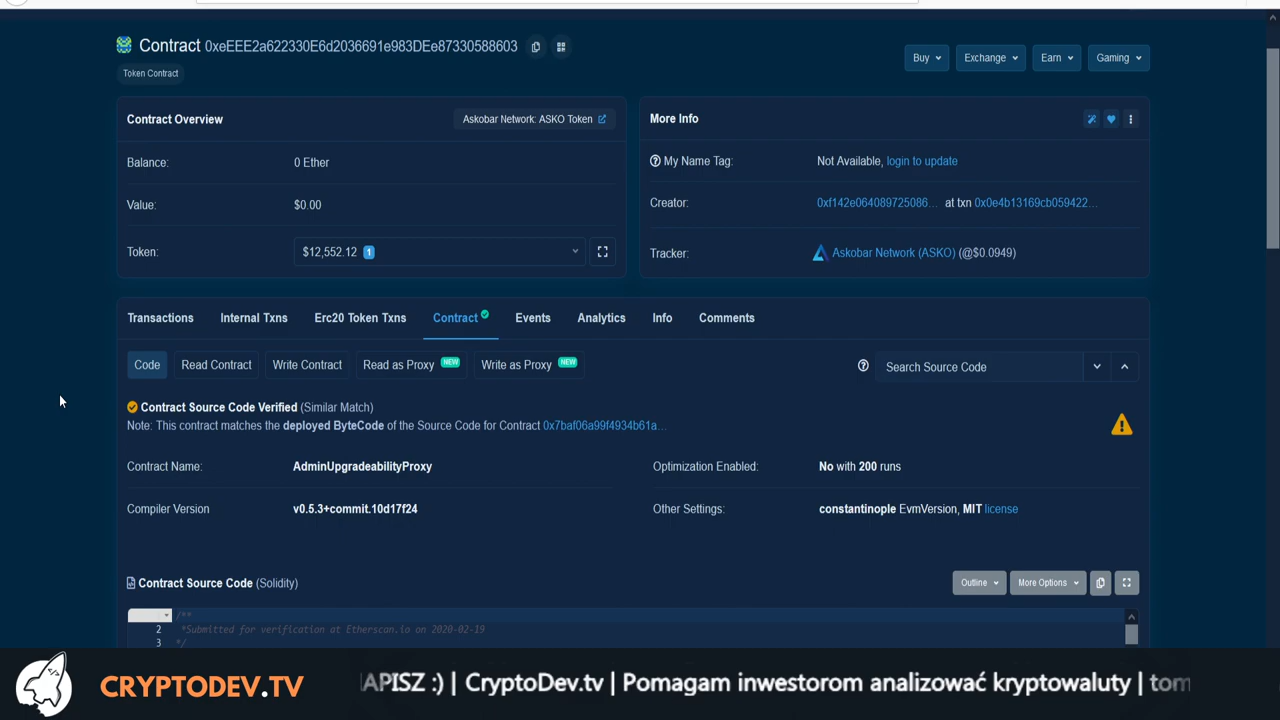 Contract 0xeEEE2a622330E6d2036691e983DEe87330588603
Token Contract
Buy
Exchange
Earn
Gaming
Contract Overview
Askobar Network: ASKO Token
Balance:
0 Ether
Value:
$0.00
Token:
$12,552.12 1
More Info
My Name Tag:
Not Available, login to update
Creator:
0xf142e064089725086... at txn 0x0e4b13169cb059422...
Tracker:
Askobar Network (ASKO) (@$0.0949)
Transactions
Internal Txns
Erc20 Token Txns
Contract
Events
Analytics
Info
Comments
Code
Read Contract
Write Contract
Read as Proxy NEW
Write as Proxy NEW
Search Source Code
Contract Source Code Verified (Similar Match)
Note: This contract matches the deployed ByteCode of the Source Code for Contract 0x7baf06a99f4934b61a...
Contract Name:
AdminUpgradeabilityProxy
Optimization Enabled:
No with 200 runs
Compiler Version
v0.5.3+commit.10d17f24
Other Settings:
constantinople EvmVersion, MIT license
Contract Source Code (Solidity)
Outline
More Options
/**
2 *Submitted for verification at Etherscan.io on 2020-02-19
3 */
CRYPTODEV.TV
APISZ :) | CryptoDev.tv | Pomagam inwestorom analizować kryptowaluty | tom